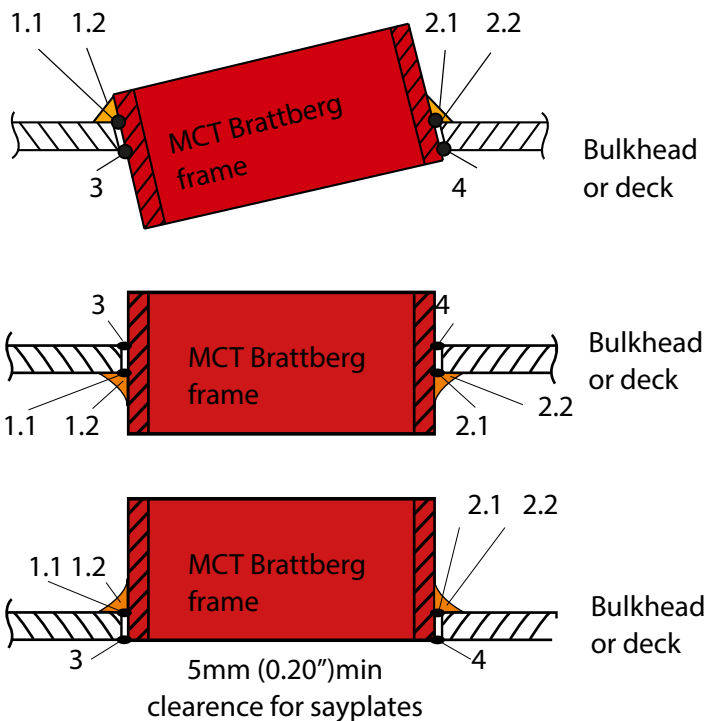 1.1 1.2
2.1 2.2
MCT Brattberg
frame
3
4
Bulkhead
or deck
3
4
MCT Brattberg
frame
Bulkhead
or deck
1.1 1.2
2.1
2.2
2.1 2.2
1.1 1.2
MCT Brattberg
frame
Bulkhead
or deck
3
4
5mm (0.20”)min
clearence for sayplates